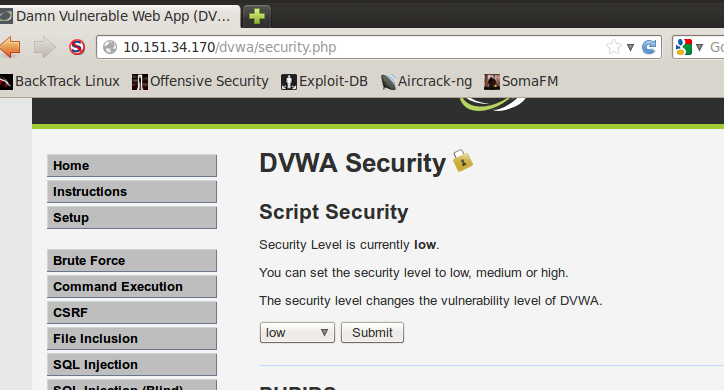 Damn Vulnerable Web App (DV...
10.151.34.170/dvwa/security.php
BackTrack Linux Offensive Security Exploit-DB Aircrack-ng SomaFM
Home
Instructions
Setup
Brute Force
Command Execution
CSRF
File Inclusion
SQL Injection
SQL Injection (Blind)
DVWA Security
Script Security
Security Level is currently low.
You can set the security level to low, medium or high.
The security level changes the vulnerability level of DVWA.
low Submit